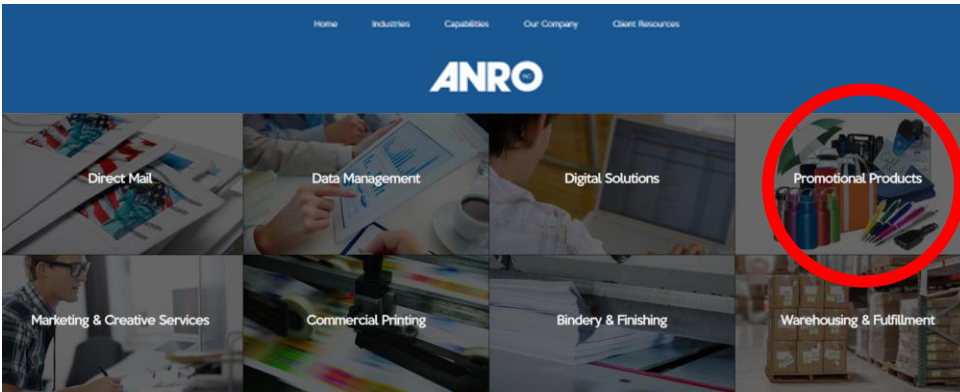 Home Industries Capabilities Our Company Client Resources
ANRO INC
Direct Mail Data Management Digital Solutions Promotional Products
Marketing & Creative Services Commercial Printing Bindery & Finishing Warehousing & Fulfillment